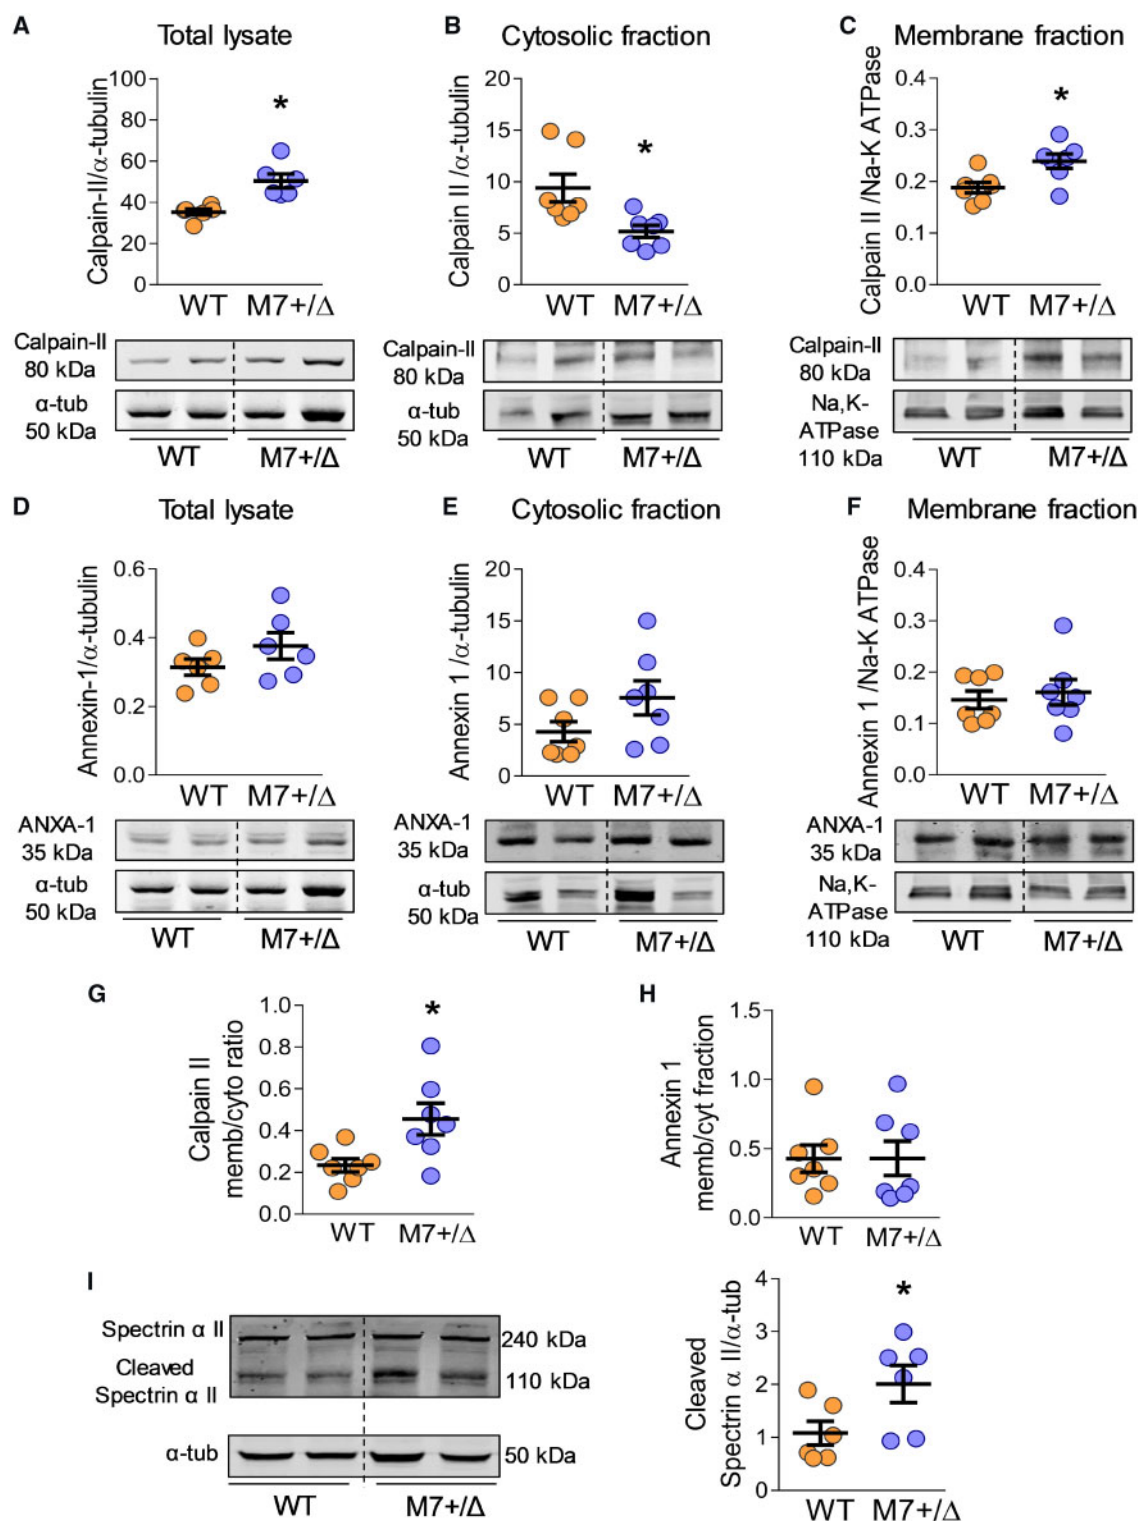 A
Total lysate
Calpain-II/α-tubulin
100
80
60
40
20
0
*
WT
M7+/Δ
Calpain-II
80 kDa
α-tub
50 kDa
WT
M7+/Δ
B
Cytosolic fraction
Calpain II /α-tubulin
20
15
10
5
0
*
WT
M7+/Δ
Calpain-II
80 kDa
α-tub
50 kDa
WT
M7+/Δ
C
Membrane fraction
Calpain II /Na-K ATPase
0.4
0.3
0.2
0.1
0.0
*
WT
M7+/Δ
Calpain-II
80 kDa
Na,K-
ATPase
110 kDa
WT
M7+/Δ
D
Total lysate
Annexin-1/α-tubulin
0.6
0.4
0.2
0.0
WT
M7+/Δ
ANXA-1
35 kDa
α-tub
50 kDa
WT
M7+/Δ
E
Cytosolic fraction
Annexin 1 /α-tubulin
20
15
10
5
0
WT
M7+/Δ
ANXA-1
35 kDa
α-tub
50 kDa
WT
M7+/Δ
F
Membrane fraction
Annexin 1 /Na-K ATPase
0.4
0.3
0.2
0.1
0.0
WT
M7+/Δ
ANXA-1
35 kDa
Na,K-
ATPase
110 kDa
WT
M7+/Δ
G
Calpain II
memb/cyto ratio
1.0
0.8
0.6
0.4
0.2
0.0
*
WT
M7+/Δ
H
Annexin 1
memb/cyt fraction
1.5
1.0
0.5
0.0
WT
M7+/Δ
I
Spectrin α II
240 kDa
Cleaved
Spectrin α II
110 kDa
α-tub
50 kDa
WT
M7+/Δ
Cleaved
Spectrin α II/α-tub
4
3
2
1
0
*
WT
M7+/Δ